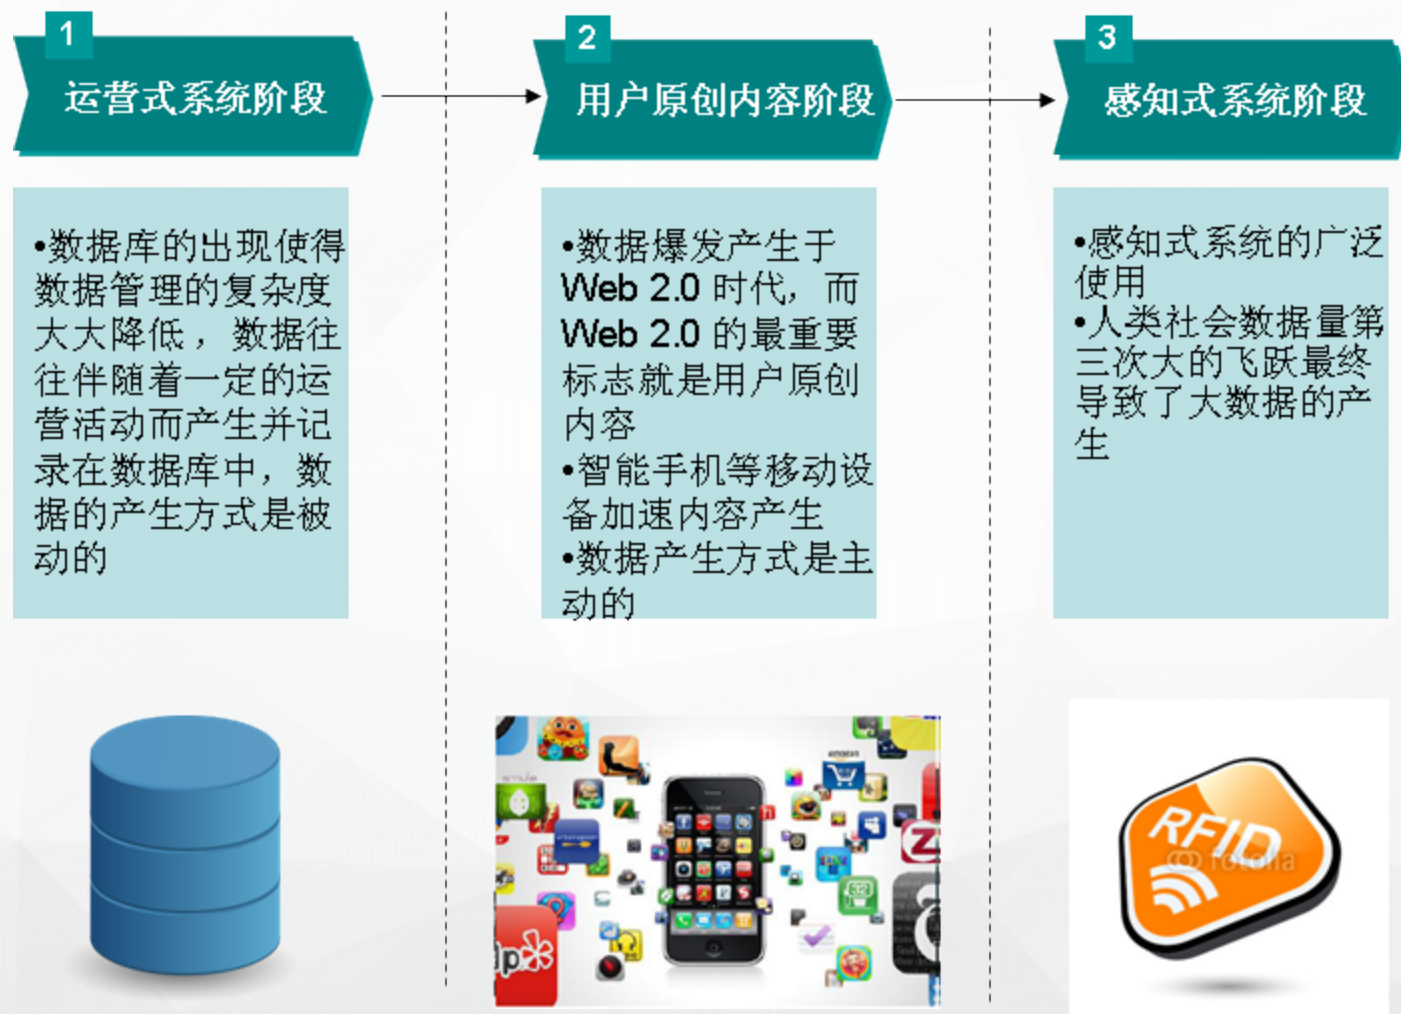 1
运营式系统阶段
•数据库的出现使得
数据管理的复杂度
大大降低，数据往
往伴随着一定的运
营活动而产生并记
录在数据库中，数
据的产生方式是被
动的
2
用户原创内容阶段
•数据爆发产生于
Web 2.0 时代，而
Web 2.0 的最重要
标志就是用户原创
内容
•智能手机等移动设
备加速内容产生
•数据产生方式是主
动的
3
感知式系统阶段
•感知式系统的广泛
使用
•人类社会数据量第
三次大的飞跃最终
导致了大数据的产
生
RFID
fotolia